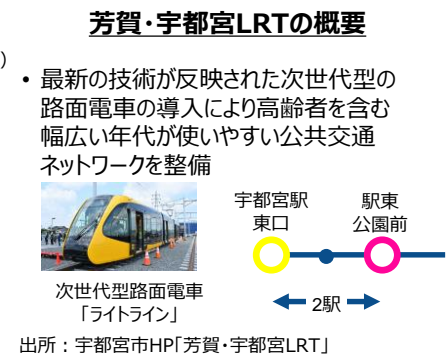 芳賀･宇都宮LRTの概要
)
• 最新の技術が反映された次世代型の
路面電車の導入により高齢者を含む
幅広い年代が使いやすい公共交通
ネットワークを整備
宇都宮駅
東口
駅東
公園前
2駅
次世代型路面電車
「ライトライン」
出所：宇都宮市HP「芳賀･宇都宮LRT」